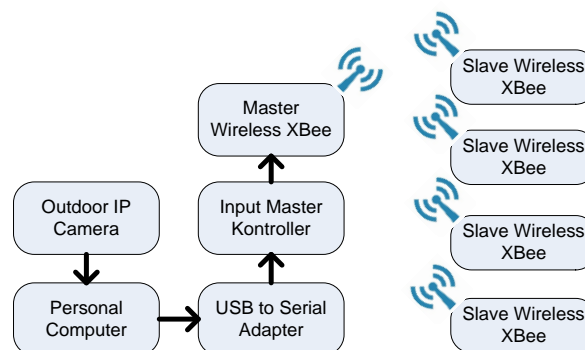 Master
Wireless XBee
Outdoor IP
Camera
Input Master
Kontroller
Personal
Computer
USB to Serial
Adapter
Slave Wireless
XBee
Slave Wireless
XBee
Slave Wireless
XBee
Slave Wireless
XBee